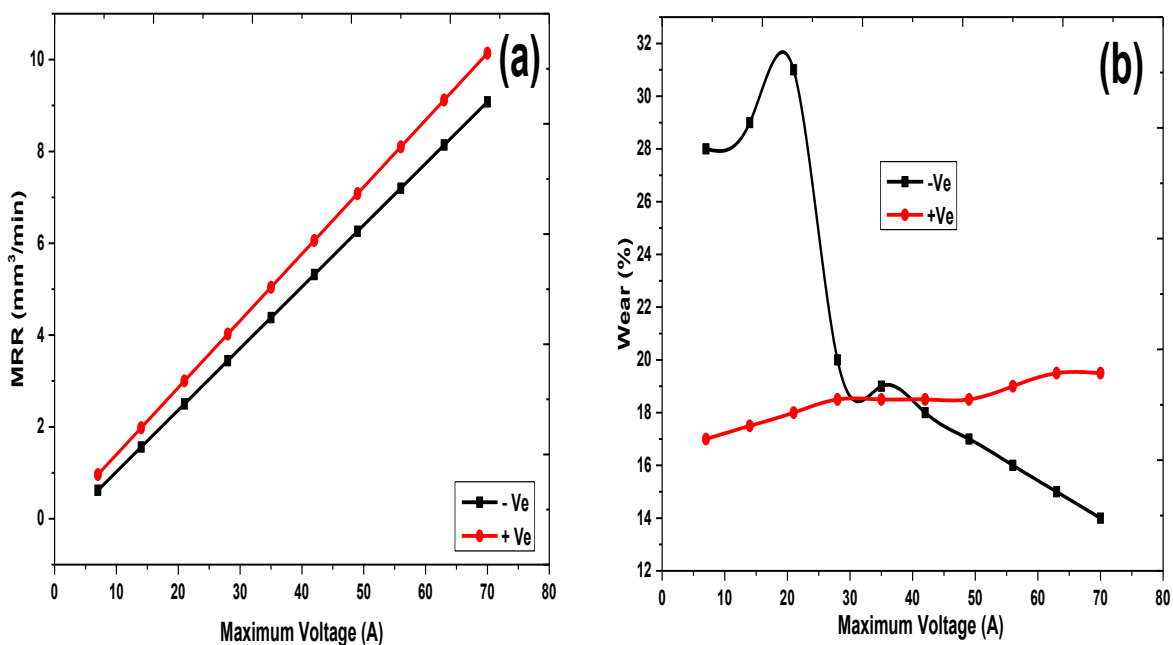 (a)
MRR (mm³/min)
10
8
6
4
2
0
- Ve
+ Ve
0 10 20 30 40 50 60 70 80
Maximum Voltage (A)
(b)
Wear (%)
32
30
28
26
24
22
20
18
16
14
12
-Ve
+Ve
0 10 20 30 40 50 60 70 80
Maximum Voltage (A)